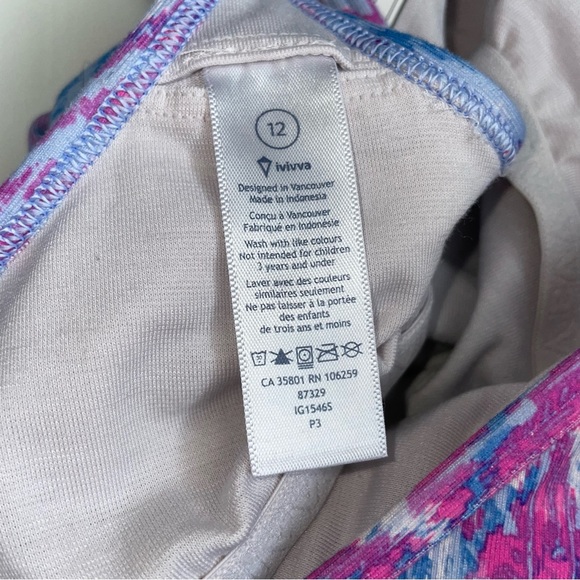 12
ivivva
Designed in Vancouver
Made in Indonesia
Conçu à Vancouver
Fabriqué en Indonésie
Wash with like colours
Not intended for children
3 years and under
Laver avec des couleurs
similaires seulement
Ne pas laisser à la portée
des enfants
de trois ans et moins
CA 35801 RN 106259
87329
IG1546S
P3